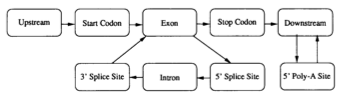 Upstream
Start Codon
Exon
Stop Codon
Downstream
3' Splice Site
Intron
5' Splice Site
5' Poly-A Site